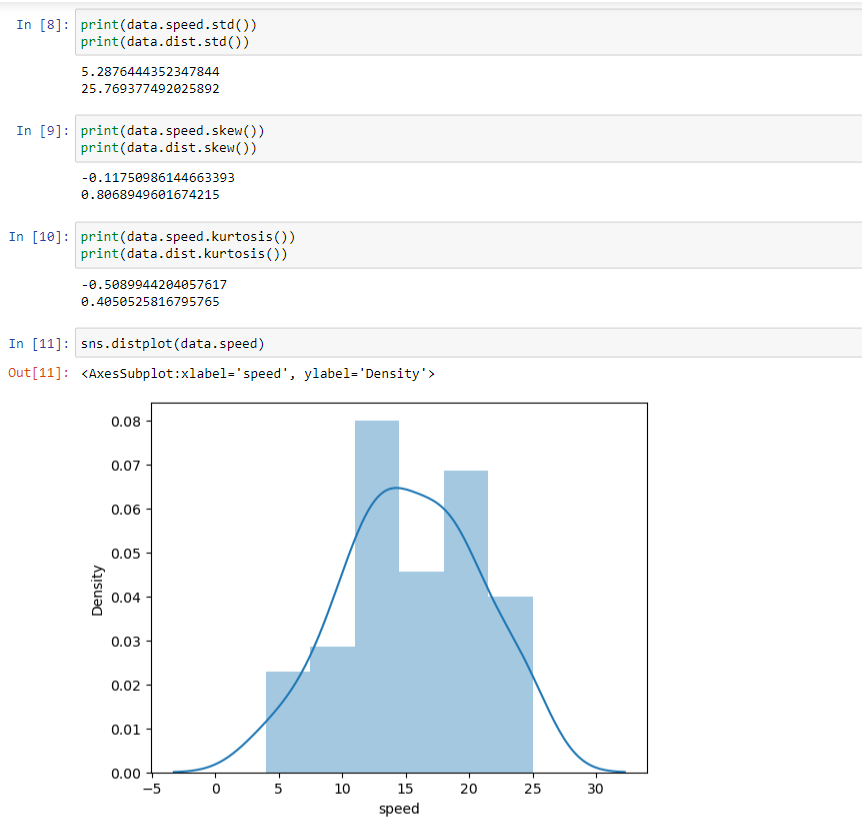 In [8]: print(data.speed.std())
print(data.dist.std())
5.2876444352347844
25.769377492025892
In [9]: print(data.speed.skew())
print(data.dist.skew())
-0.11750986144663393
0.8068949601674215
In [10]: print(data.speed.kurtosis())
print(data.dist.kurtosis())
-0.5089944204057617
0.4050525816795765
In [11]: sns.distplot(data.speed)
Out[11]: <AxesSubplot:xlabel='speed', ylabel='Density'>
0.08
0.07
0.06
0.05
0.04
0.03
0.02
0.01
0.00
Density
−5 0 5 10 15 20 25 30
speed